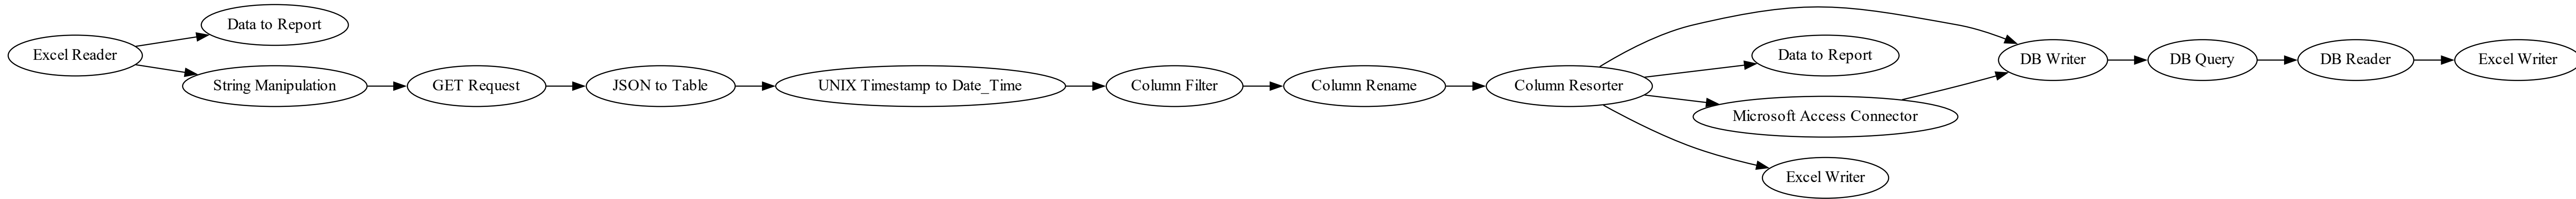 Excel Reader
Data to Report
String Manipulation
GET Request
JSON to Table
UNIX Timestamp to Date_Time
Column Filter
Column Rename
Column Resorter
Data to Report
Microsoft Access Connector
Excel Writer
DB Writer
DB Query
DB Reader
Excel Writer